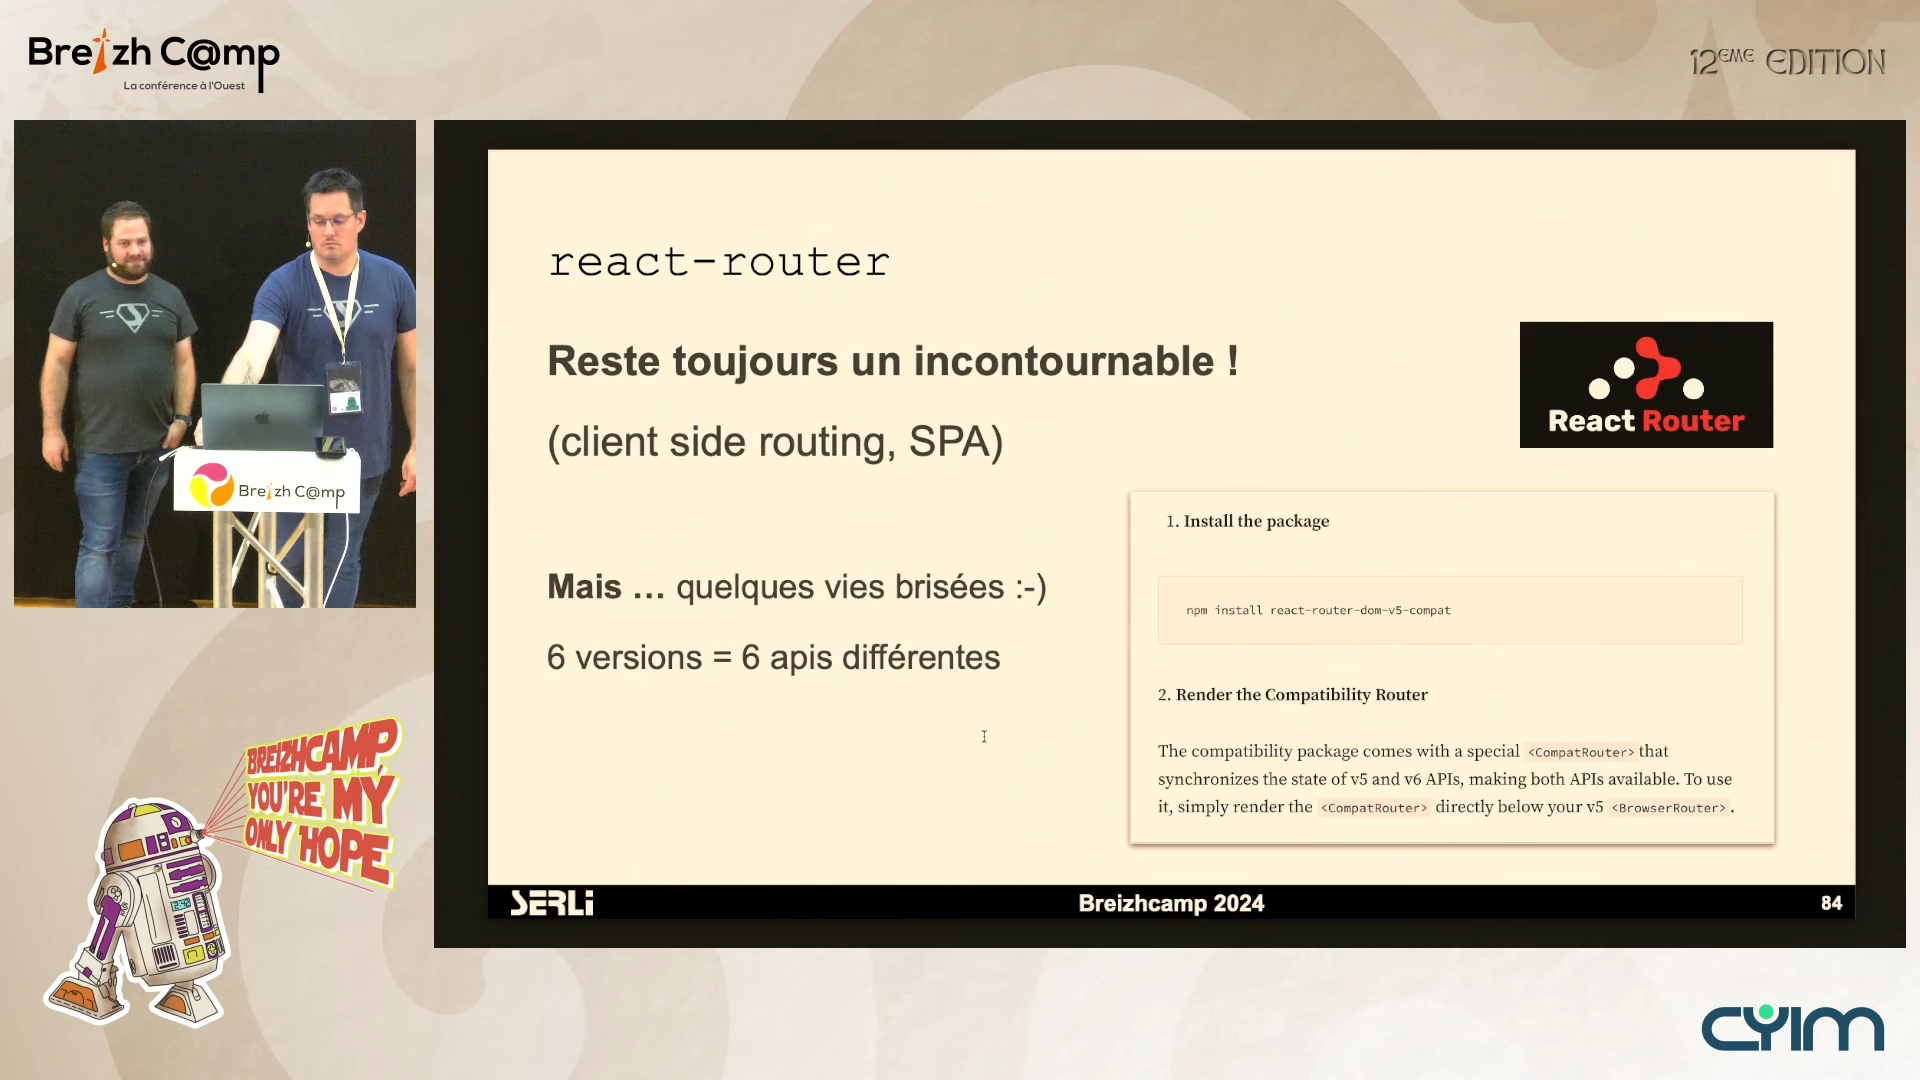 Breizh C@mp
La conférence à l'Ouest
12EME EDITION
react-router
Reste toujours un incontournable !
(client side routing, SPA)
React Router
Mais ... quelques vies brisées :-)
6 versions = 6 apis différentes
1. Install the package
npm install react-router-dom-v5-compat
2. Render the Compatibility Router
The compatibility package comes with a special <CompatRouter> that
synchronizes the state of v5 and v6 APIs, making both APIs available. To use
it, simply render the <CompatRouter> directly below your v5 <BrowserRouter>.
SERLI
Breizhcamp 2024
84
Breizh C@mp
BREIZHCAMP,
YOU'RE MY
ONLY HOPE
CYIM